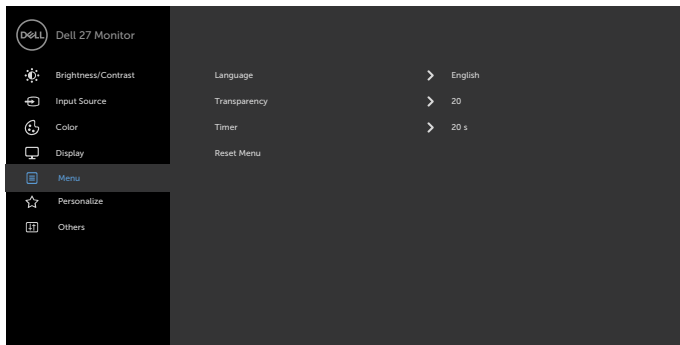 DELL Dell 27 Monitor
Brightness/Contrast
Input Source
Color
Display
Menu
Personalize
Others
Language English
Transparency 20
Timer 20 s
Reset Menu